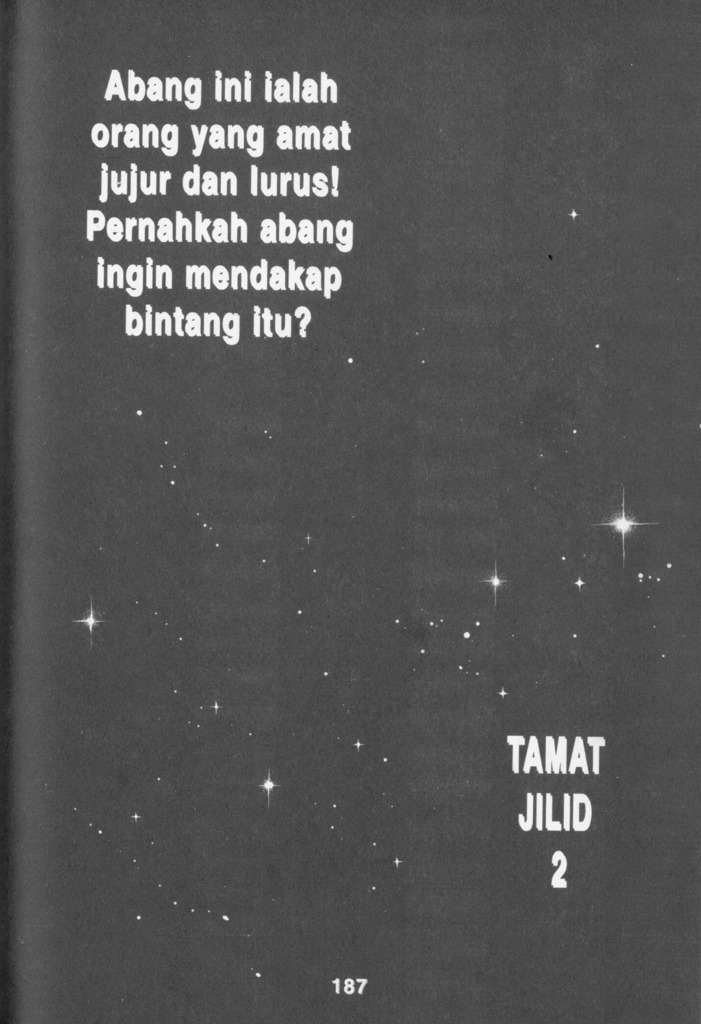 Abang ini ialah
orang yang amat
jujur dan lurus!
Pernahkah abang
ingin mendakap
bintang itu?
TAMAT
JILID
2
187